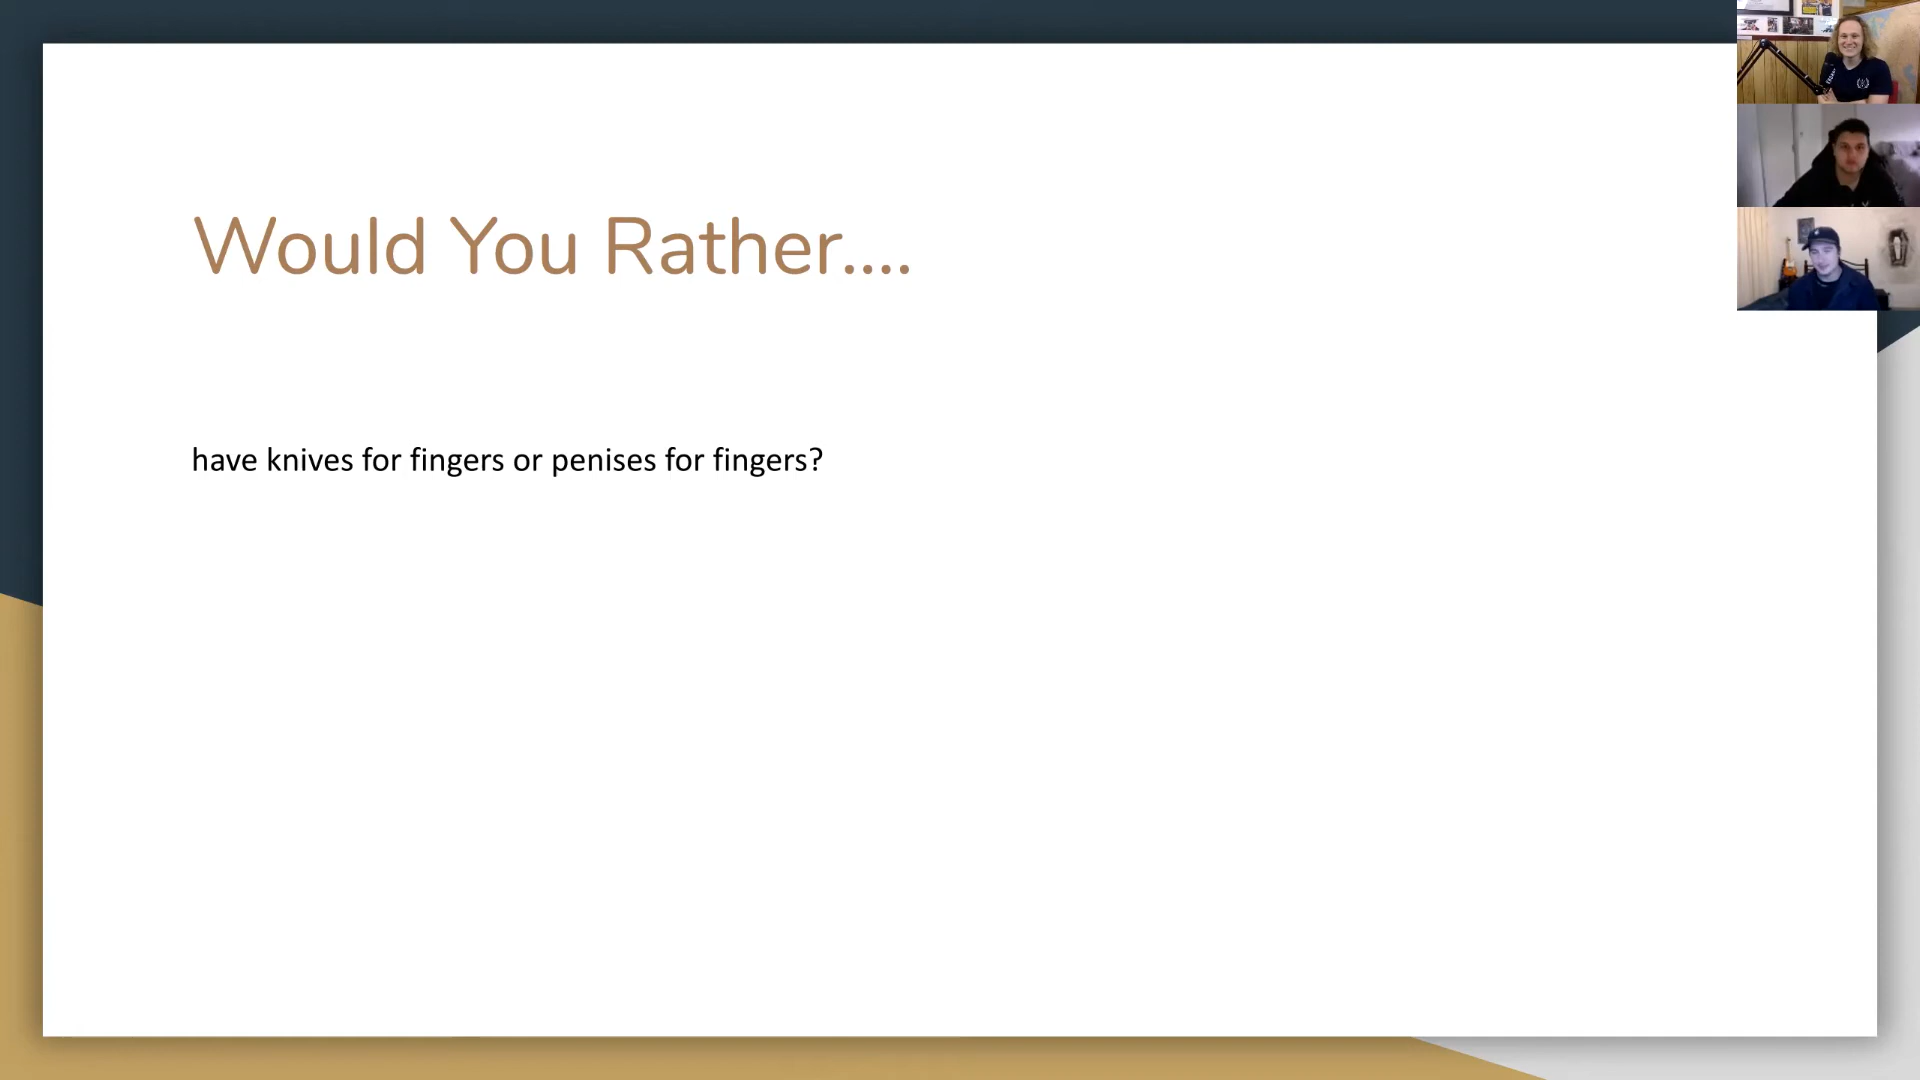 Would You Rather....
have knives for fingers or penises for fingers?